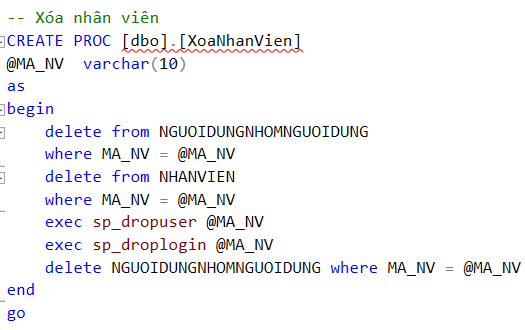 -- Xóa nhân viên
CREATE PROC [dbo].[XoaNhanVien]
@MA_NV  varchar(10)
as
begin
    delete from NGUOIDUNGNHOMNGUOIDUNG
    where MA_NV = @MA_NV
    delete from NHANVIEN
    where MA_NV = @MA_NV
    exec sp_dropuser @MA_NV
    exec sp_droplogin @MA_NV
    delete NGUOIDUNGNHOMNGUOIDUNG where MA_NV = @MA_NV
end
go